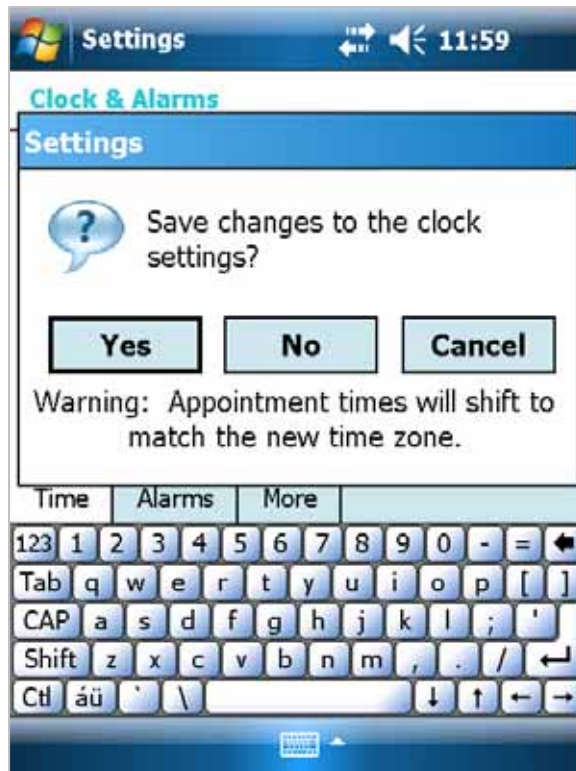 Settings 11:59
Clock & Alarms
Settings
?
Save changes to the clock
settings?
Yes No Cancel
Warning: Appointment times will shift to
match the new time zone.
Time Alarms More
123 1 2 3 4 5 6 7 8 9 0 - =
Tab q w e r t y u i o p [ ]
CAP a s d f g h j k l ; '
Shift z x c v b n m , . /
Ctl áü ` \